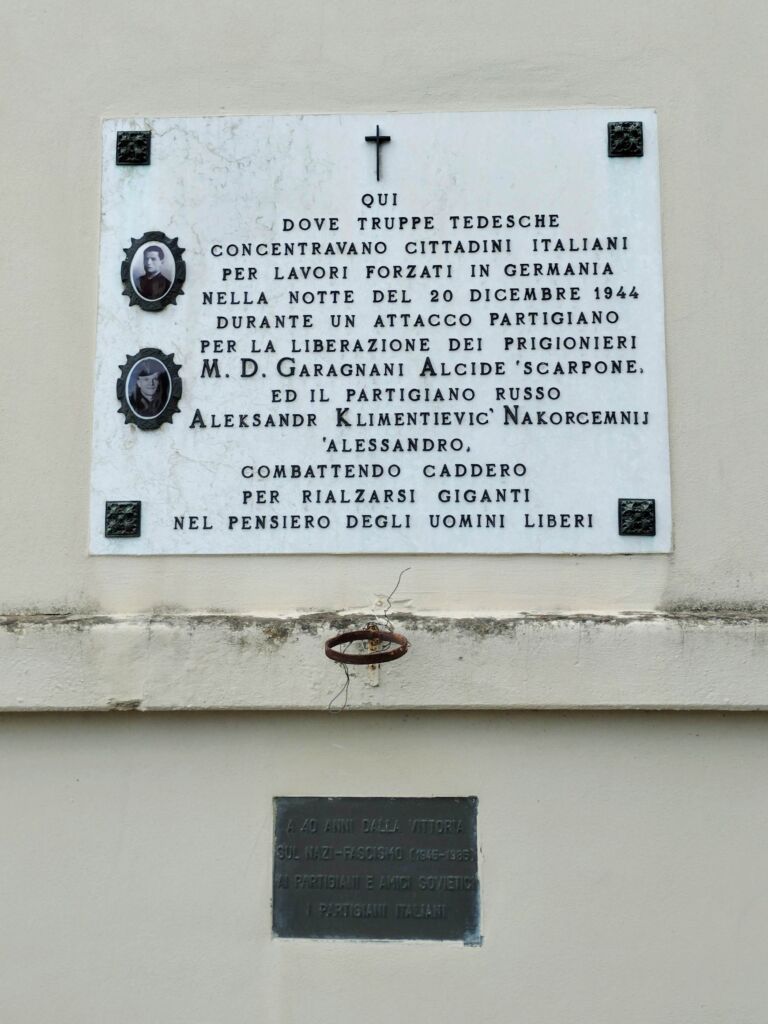 QUI
DOVE TRUPPE TEDESCHE
CONCENTRAVANO CITTADINI ITALIANI
PER LAVORI FORZATI IN GERMANIA
NELLA NOTTE DEL 20 DICEMBRE 1944
DURANTE UN ATTACCO PARTIGIANO
PER LA LIBERAZIONE DEI PRIGIONIERI
M. D. GARAGNANI ALCIDE 'SCARPONE,
ED IL PARTIGIANO RUSSO
ALEKSANDR KLIMENTIEVIC' NAKORCEMNIJ
'ALESSANDRO,
COMBATTENDO CADDERO
PER RIALZARSI GIGANTI
NEL PENSIERO DEGLI UOMINI LIBERI
A 40 ANNI DALLA VITTORIA
SUL NAZI-FASCISMO (1945-1985)
AI PARTIGIANI E AMICI SOVIETICI
I PARTIGIANI ITALIANI